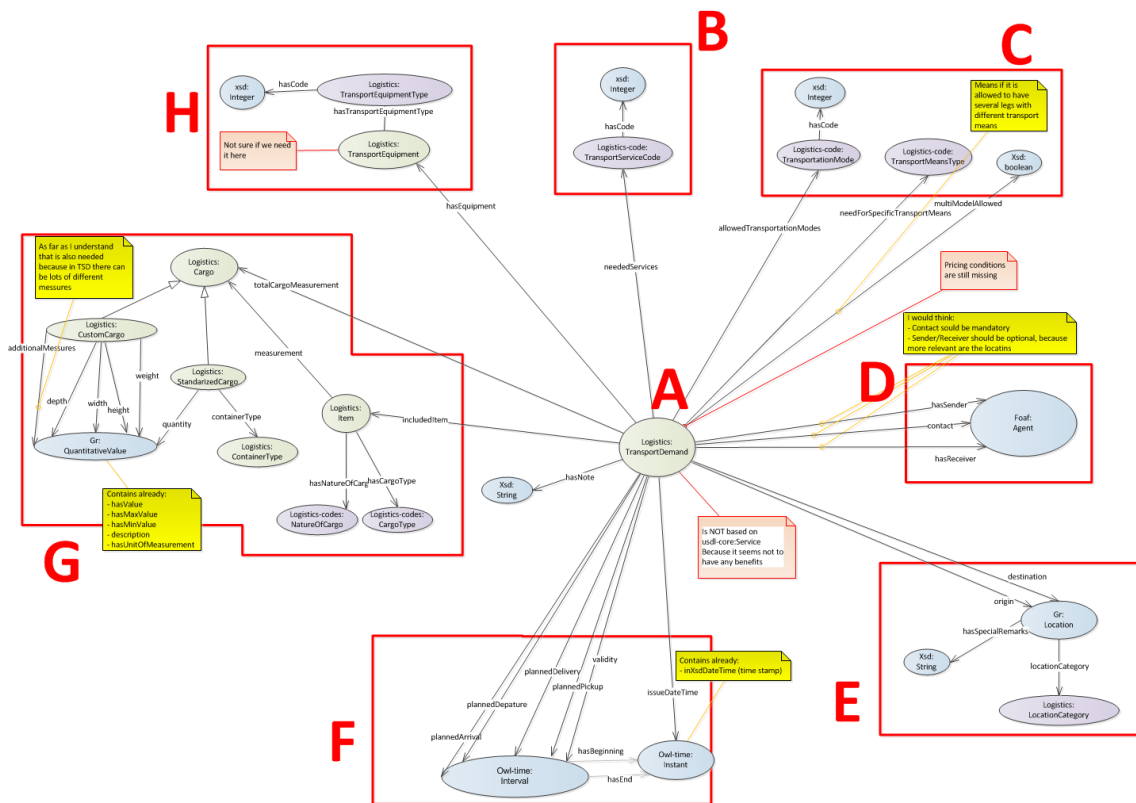 B
C
H
xsd:
Integer
hasCode
Logistics:
TransportEquipmentType
hasTransportEquipmentType
Not sure if we need
it here
Logistics:
TransportEquipment
xsd:
Integer
hasCode
Logistics-code:
TransportServiceCode
xsd:
Integer
hasCode
Logistics-code:
TransportationMode
Logistics-code:
TransportMeansType
Means if it is
allowed to have
several legs with
different transport
means
Xsd:
boolean
hasEquipment
neededServices
allowedTransportationModes
needForSpecificTransportMeans
multiModelAllowed
As far as I understand
that is also needed
because in TSD there can
be lots of different
messures
Logistics:
Cargo
totalCargoMeasurement
Pricing conditions
are still missing
Logistics:
CustomCargo
additionalMessures
measurement
weight
depth
width
height
Logistics:
StandarizedCargo
quantity
containerType
Gr:
QuantitativeValue
Logistics:
ContainerType
Logistics:
Item
includedItem
hasNatureOfCarg
hasCargoType
Logistics-codes:
NatureOfCargo
Logistics-codes:
CargoType
Contains already:
- hasValue
- hasMaxValue
- hasMinValue
- description
- hasUnitOfMeasurement
G
A
Logistics:
TransportDemand
hasNote
Xsd:
String
I would think:
- Contact sould be mandatory
- Sender/Receiver should be optional, because
more relevant are the locatins
D
hasSender
contact
hasReceiver
Foaf:
Agent
Is NOT based on
usdl-core:Service
Because it seems not to
have any benefits
destination
origin
Gr:
Location
hasSpecialRemarks
Xsd:
String
locationCategory
Logistics:
LocationCategory
E
F
plannedDelivery
validity
plannedPickup
plannedDepature
plannedArrival
issueDateTime
Contains already:
- inXsdDateTime (time stamp)
hasBeginning
hasEnd
Owl-time:
Interval
Owl-time:
Instant